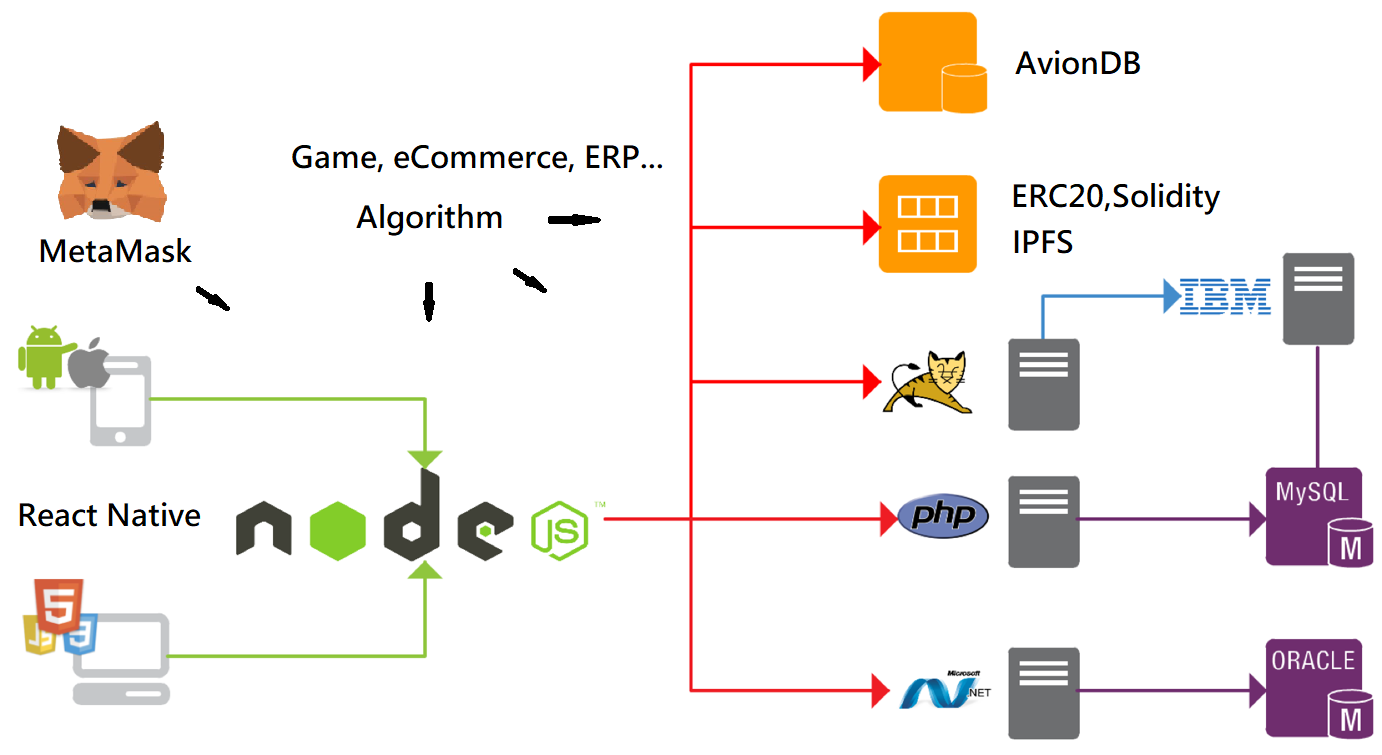 AvionDB
Game, eCommerce, ERP...
Algorithm
MetaMask
ERC20,Solidity
IPFS
IBM
React Native
node
JS
TM
php
MySQL
M
5
JS
3
Microsoft
.NET
ORACLE
M